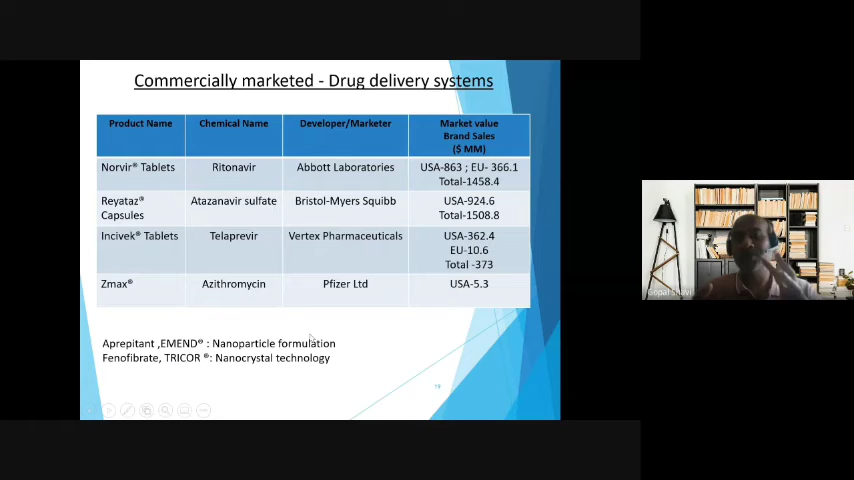 Commercially marketed - Drug delivery systems
Product Name Chemical Name Developer/Marketer Market value
Brand Sales
($ MM)
Norvir® Tablets Ritonavir Abbott Laboratories USA-863 ; EU- 366.1
Total-1458.4
Reyataz® Atazanavir sulfate Bristol-Myers Squibb USA-924.6
Capsules Total-1508.8
Incivek® Tablets Telaprevir Vertex Pharmaceuticals USA-362.4
EU-10.6
Total -373
Zmax® Azithromycin Pfizer Ltd USA-5.3
Aprepitant ,EMEND® : Nanoparticle formulation
Fenofibrate, TRICOR ®: Nanocrystal technology
19
Gopal